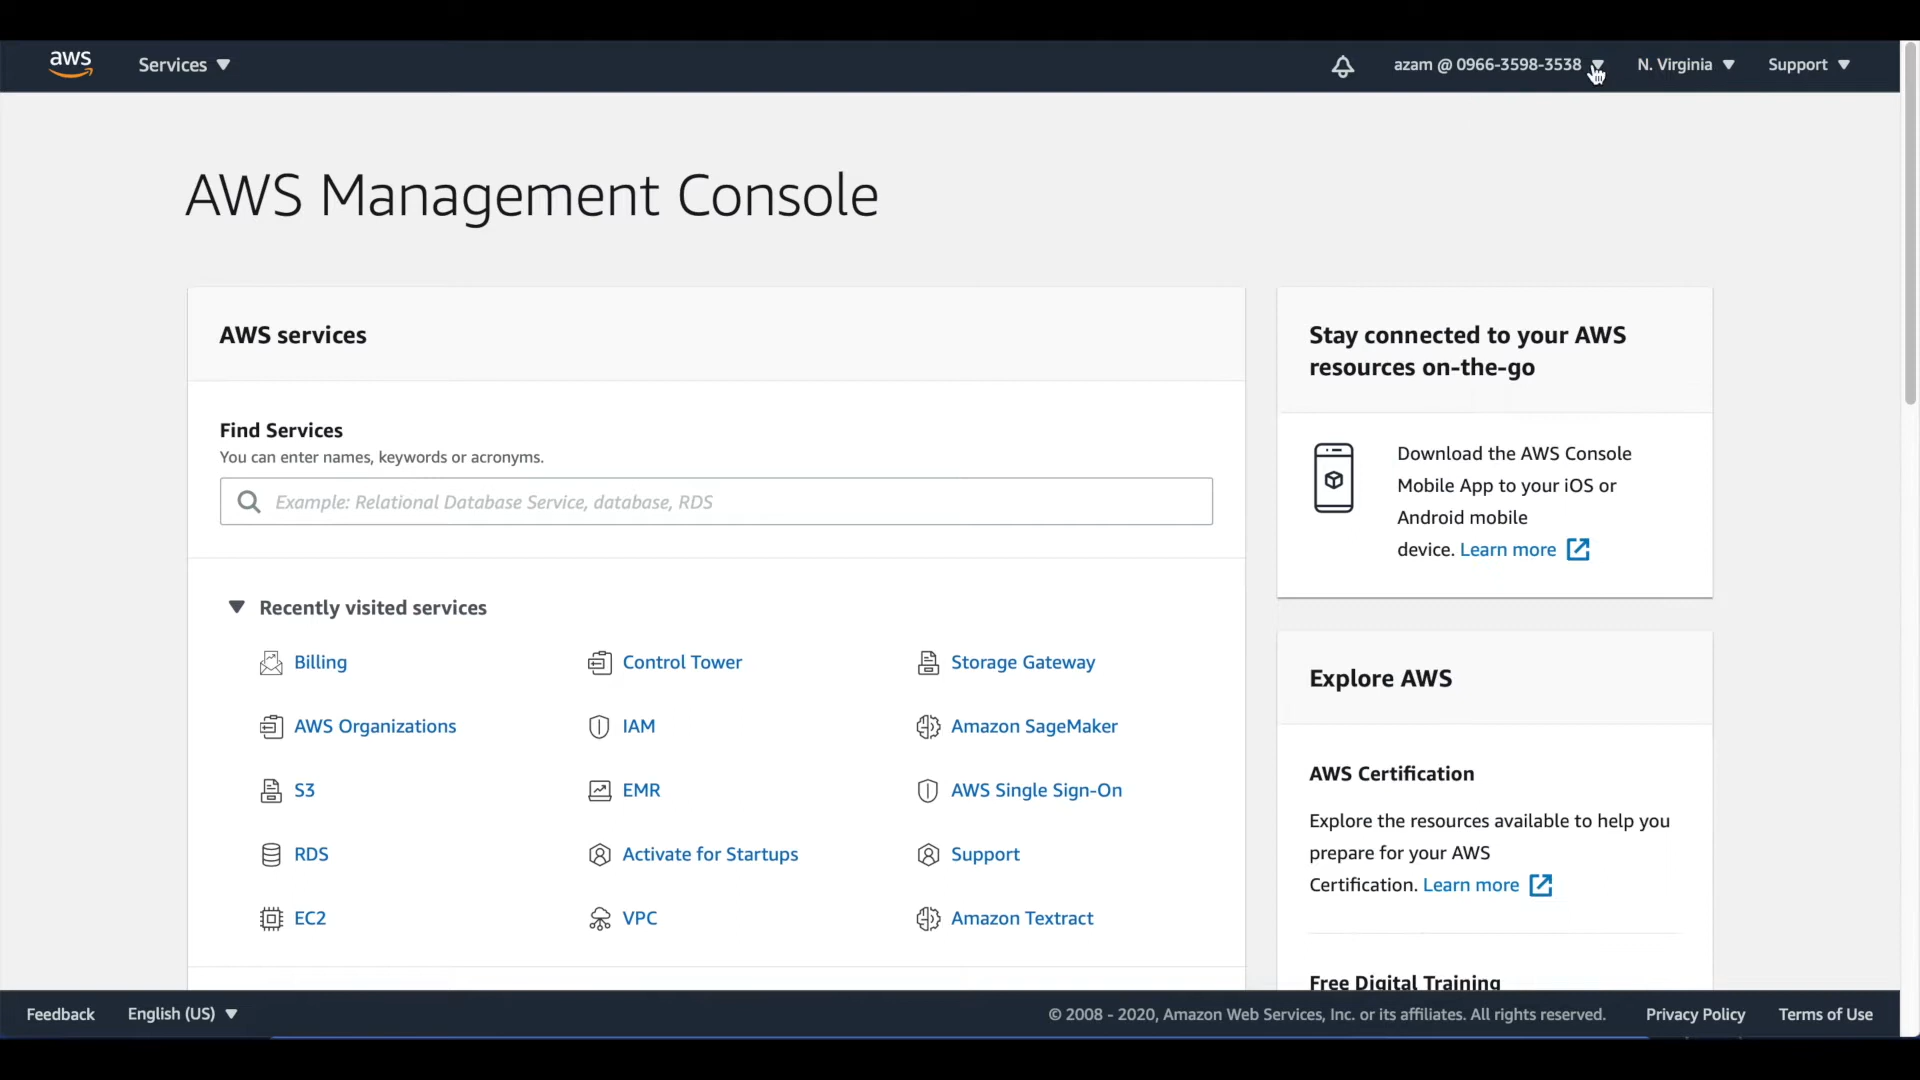 aws
Services
azam @ 0966-3598-3538
N. Virginia
Support
AWS Management Console
AWS services
Find Services
You can enter names, keywords or acronyms.
Example: Relational Database Service, database, RDS
Recently visited services
Billing
Control Tower
Storage Gateway
AWS Organizations
IAM
Amazon SageMaker
S3
EMR
AWS Single Sign-On
RDS
Activate for Startups
Support
EC2
VPC
Amazon Textract
Stay connected to your AWS
resources on-the-go
Download the AWS Console
Mobile App to your iOS or
Android mobile
device. Learn more
Explore AWS
AWS Certification
Explore the resources available to help you
prepare for your AWS
Certification. Learn more
Free Digital Training
Feedback
English (US)
© 2008 - 2020, Amazon Web Services, Inc. or its affiliates. All rights reserved.
Privacy Policy
Terms of Use